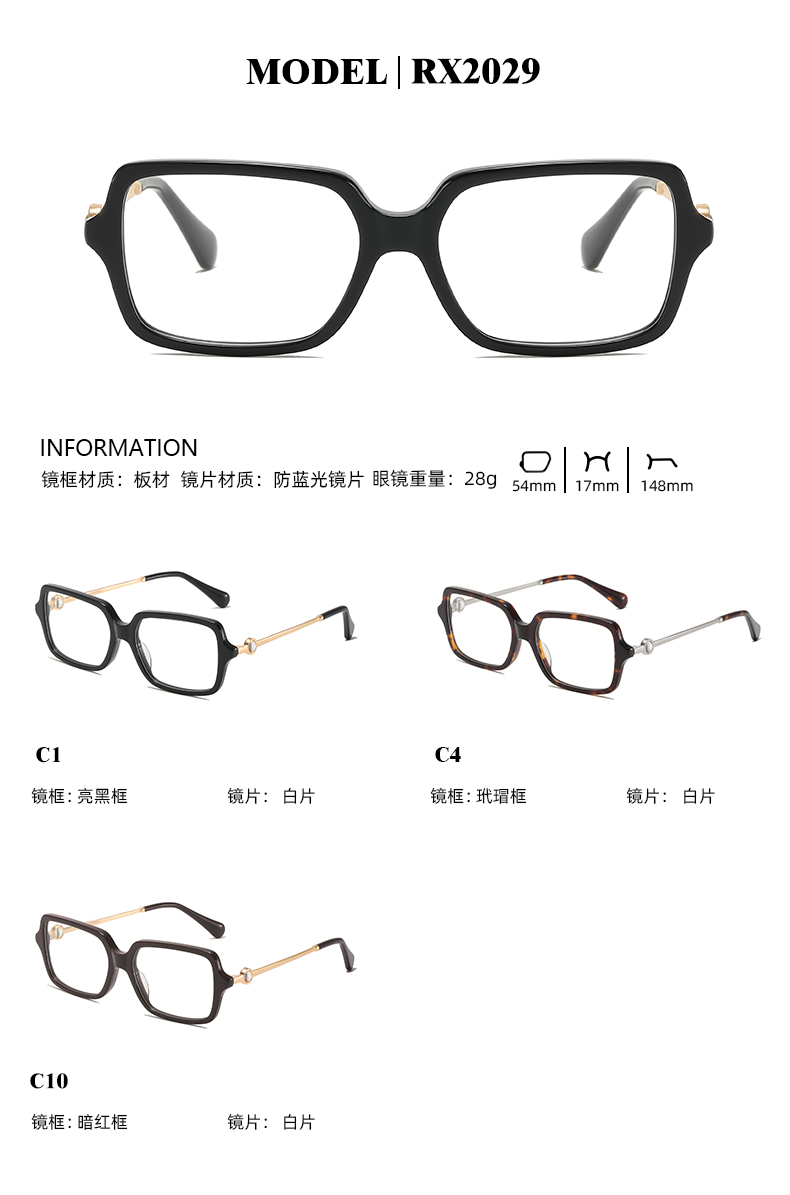 MODEL | RX2029
INFORMATION
镜框材质：板材 镜片材质：防蓝光镜片 眼镜重量：28g
54mm | 17mm | 148mm
C1
镜框：亮黑框 镜片： 白片
C4
镜框：玳瑁框 镜片： 白片
C10
镜框：暗红框 镜片： 白片